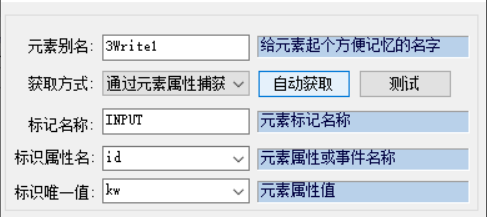 元素别名: 3Write1 给元素起个方便记忆的名字
获取方式: 通过元素属性捕获 自动获取 测试
标记名称: INPUT 元素标记名称
标识属性名: id 元素属性或事件名称
标识唯一值: kw 元素属性值